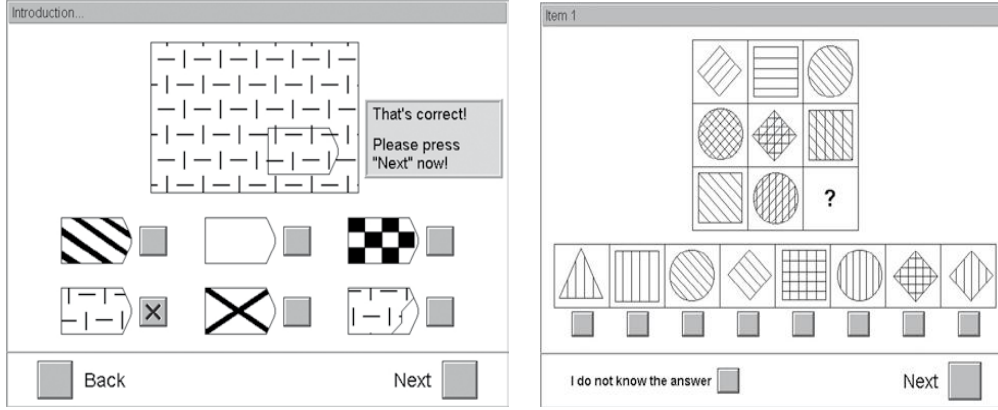 Introduction...
That's correct!
Please press
"Next" now!
Back
Next
Item 1
?
I do not know the answer
Next